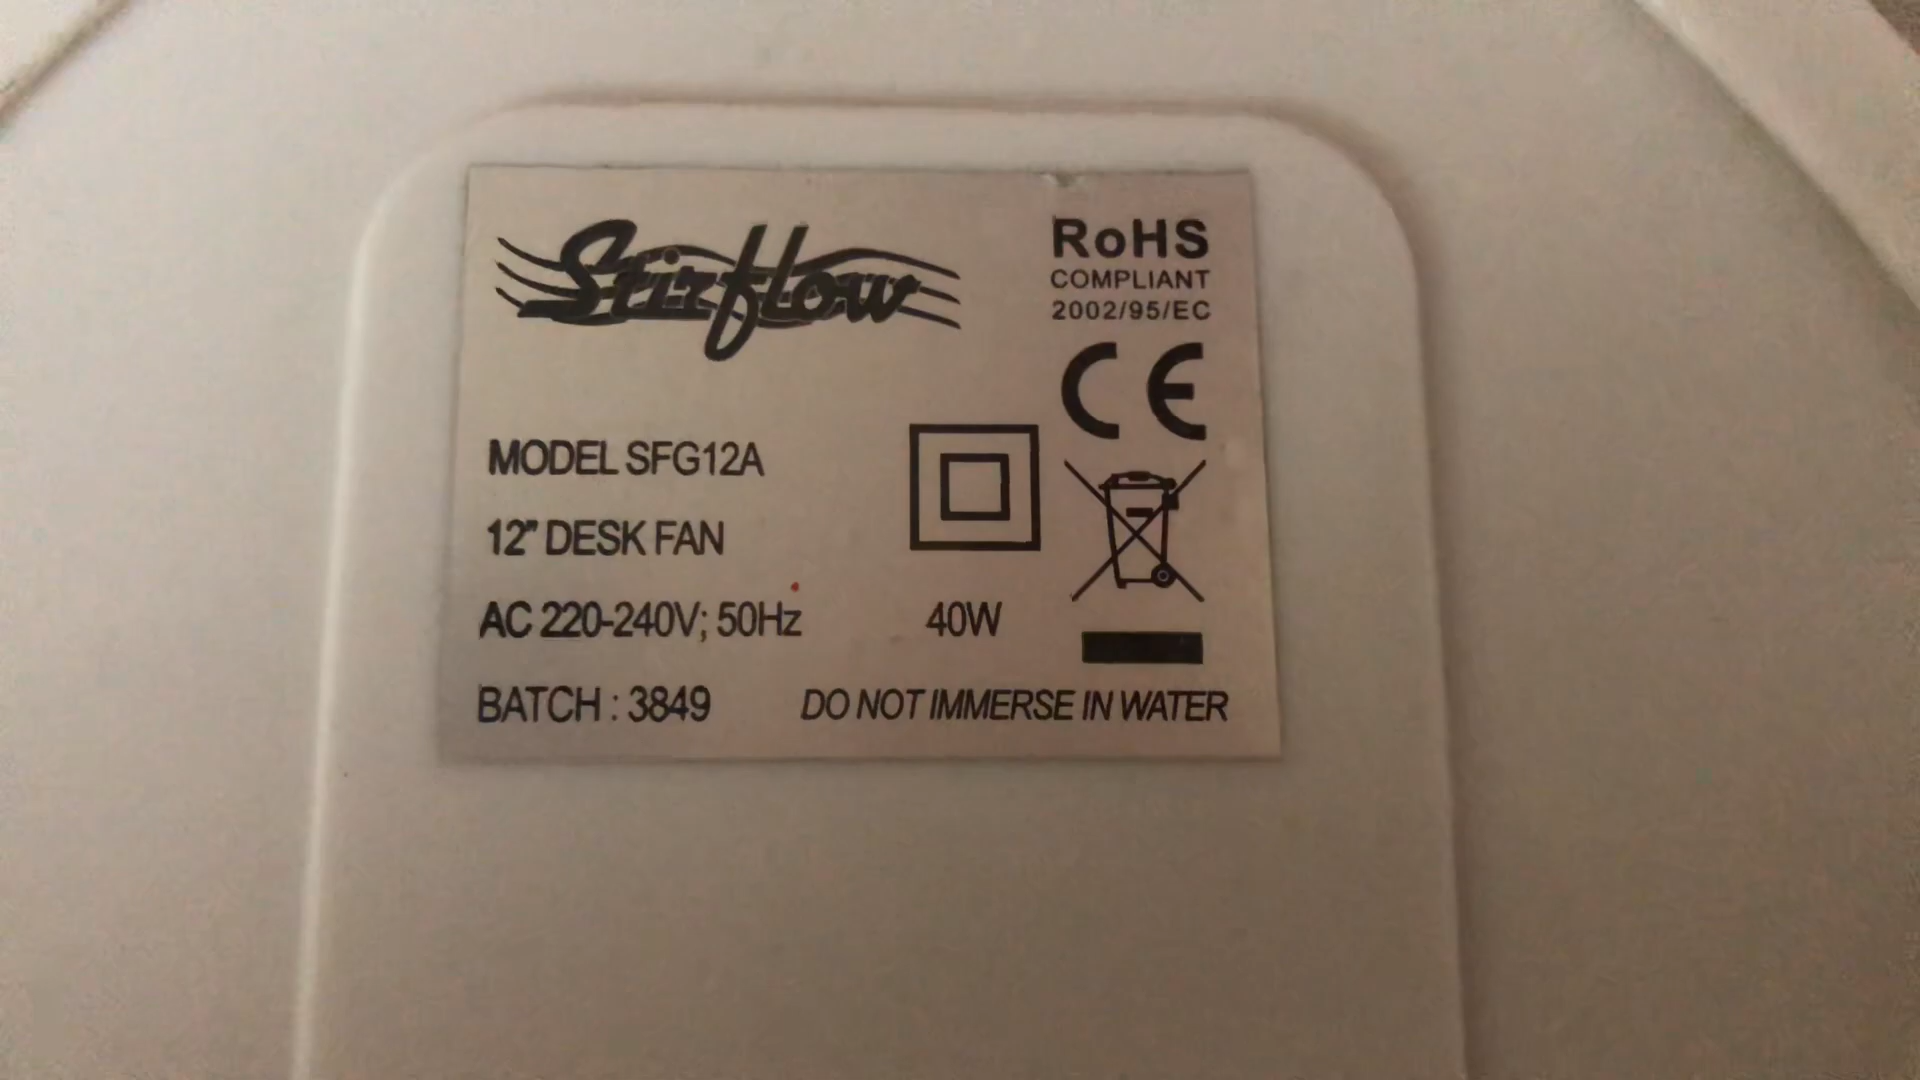 Stirflow
RoHS
COMPLIANT
2002/95/EC
CE
MODEL SFG12A
12" DESK FAN
AC 220-240V; 50Hz 40W
BATCH : 3849 DO NOT IMMERSE IN WATER